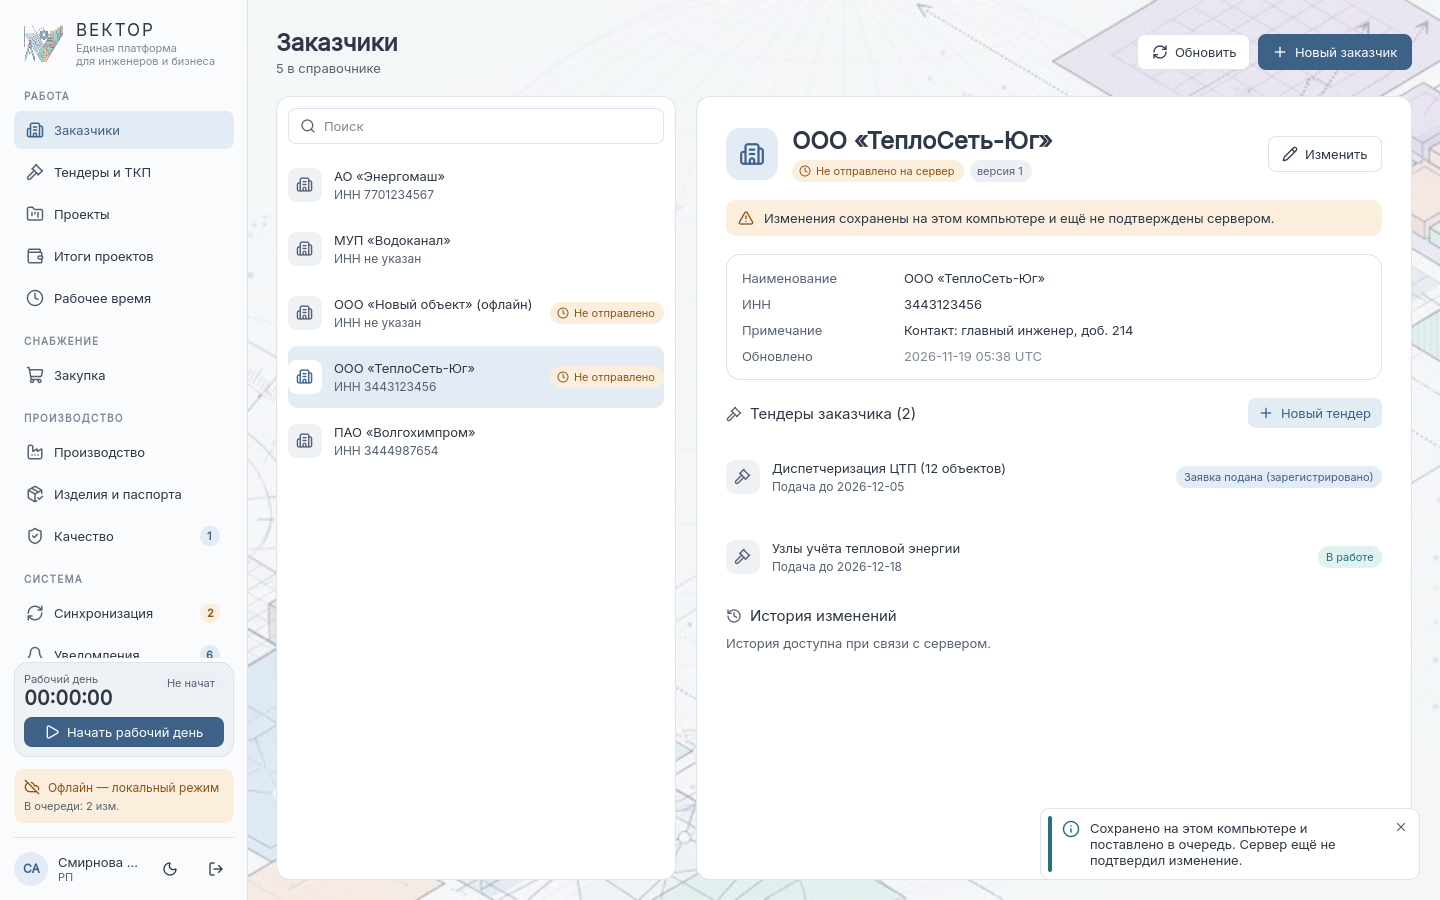 ВЕКТОР
Единая платформа
для инженеров и бизнеса
РАБОТА
Заказчики
Тендеры и ТКП
Проекты
Итоги проектов
Рабочее время
СНАБЖЕНИЕ
Закупка
ПРОИЗВОДСТВО
Производство
Изделия и паспорта
Качество 1
СИСТЕМА
Синхронизация 2
Уведомления 6
Рабочий день
Не начат
00:00:00
Начать рабочий день
Офлайн — локальный режим
В очереди: 2 изм.
СА
Смирнова ...
РП
Заказчики
5 в справочнике
Обновить
Новый заказчик
Поиск
АО «Энергомаш»
ИНН 7701234567
МУП «Водоканал»
ИНН не указан
ООО «Новый объект» (офлайн)
ИНН не указан
Не отправлено
ООО «ТеплоСеть-Юг»
ИНН 3443123456
Не отправлено
ПАО «Волгохимпром»
ИНН 3444987654
ООО «ТеплоСеть-Юг»
Не отправлено на сервер
версия 1
Изменить
Изменения сохранены на этом компьютере и ещё не подтверждены сервером.
Наименование ООО «ТеплоСеть-Юг»
ИНН 3443123456
Примечание Контакт: главный инженер, доб. 214
Обновлено 2026-11-19 05:38 UTC
Тендеры заказчика (2)
Новый тендер
Диспетчеризация ЦТП (12 объектов)
Подача до 2026-12-05
Заявка подана (зарегистрировано)
Узлы учёта тепловой энергии
Подача до 2026-12-18
В работе
История изменений
История доступна при связи с сервером.
Сохранено на этом компьютере и
поставлено в очередь. Сервер ещё не
подтвердил изменение.